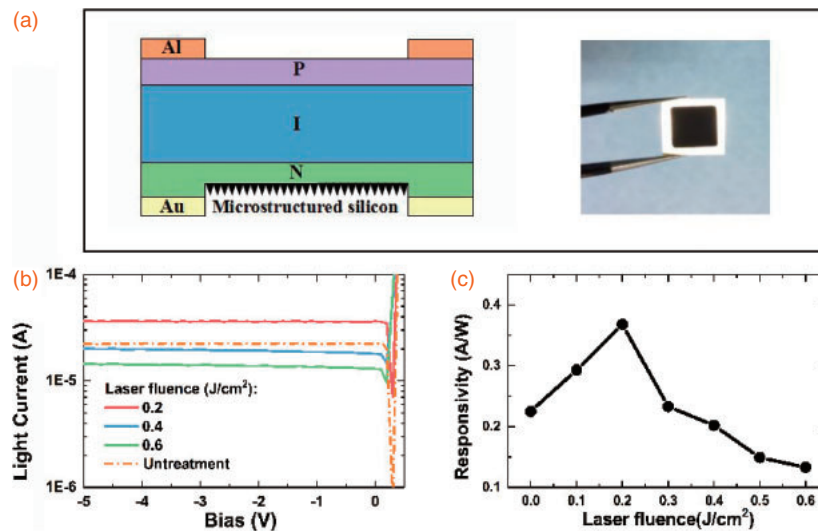 (a)
Al
P
I
N
Au
Microstructured silicon
(b)
Light Current (A)
1E-4
1E-5
1E-6
Laser fluence (J/cm²):
0.2
0.4
0.6
Untreatment
-5 -4 -3 -2 -1 0
Bias (V)
(c)
Responsivity (A/W)
0.4
0.3
0.2
0.1
0.0 0.1 0.2 0.3 0.4 0.5 0.6
Laser fluence(J/cm²)